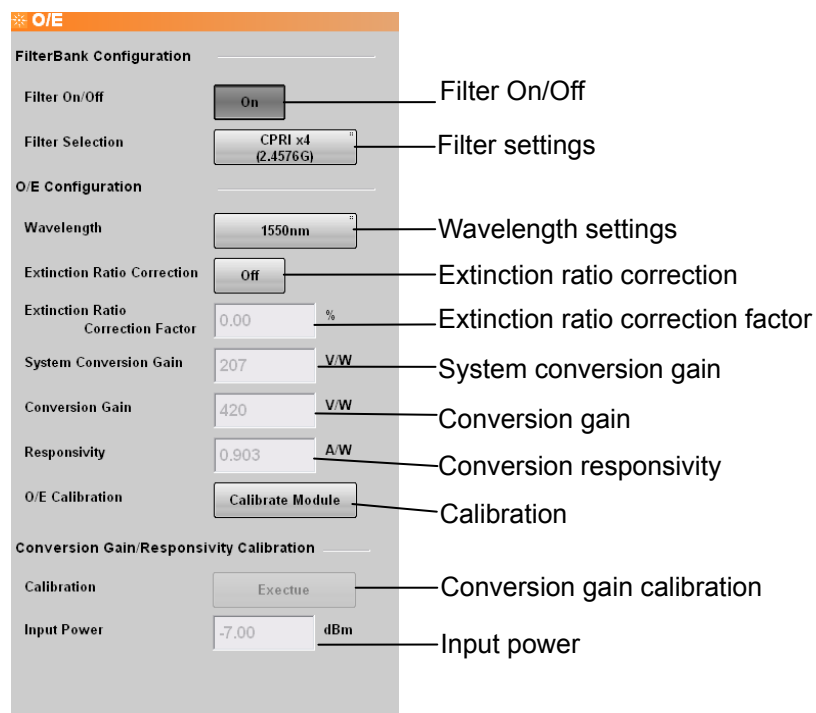 O/E
FilterBank Configuration
Filter On/Off
On
Filter On/Off
Filter Selection
CPRI x4
(2.4576G)
Filter settings
O/E Configuration
Wavelength
1550nm
Wavelength settings
Extinction Ratio Correction
Off
Extinction ratio correction
Extinction Ratio
Correction Factor
0.00
%
Extinction ratio correction factor
System Conversion Gain
207
V/W
System conversion gain
Conversion Gain
420
V/W
Conversion gain
Responsivity
0.903
A/W
Conversion responsivity
O/E Calibration
Calibrate Module
Calibration
Conversion Gain/Responsivity Calibration
Calibration
Exectue
Conversion gain calibration
Input Power
-7.00
dBm
Input power